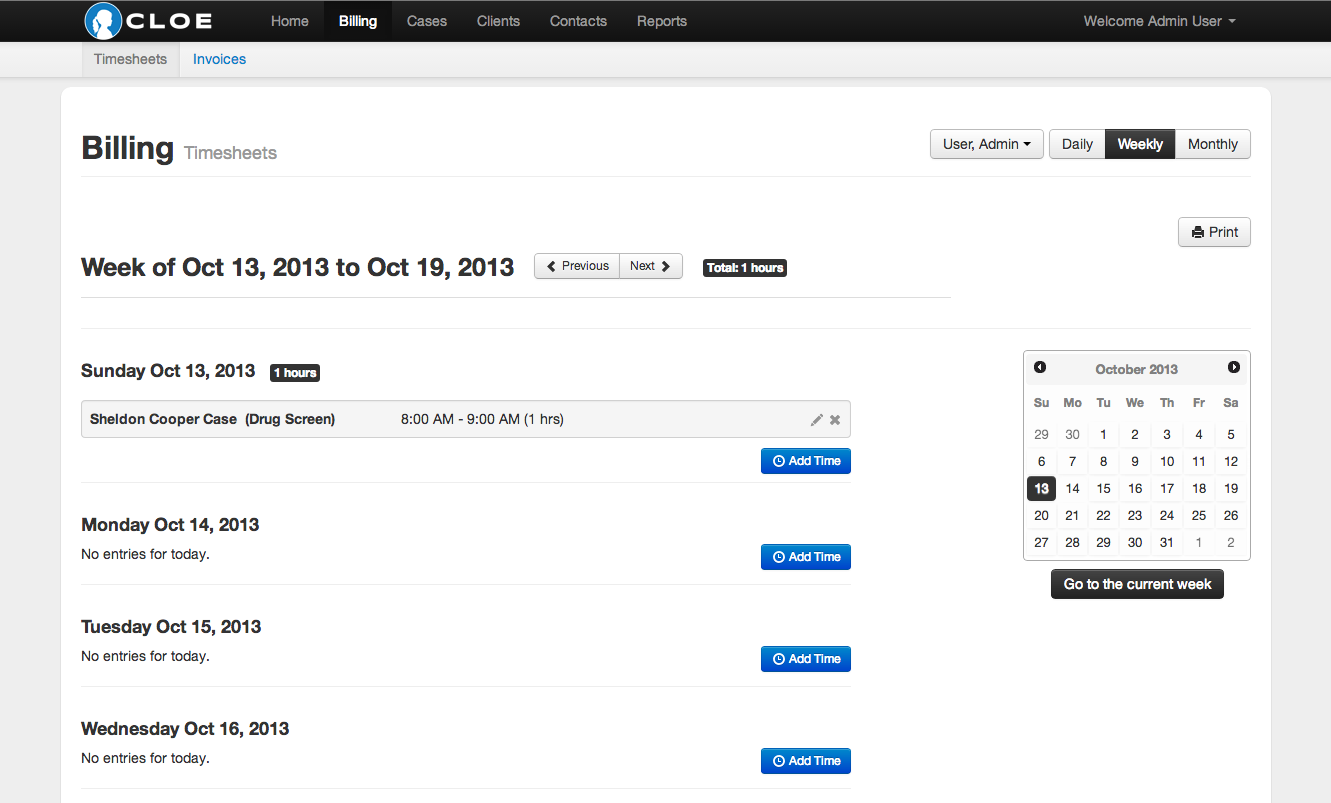 CLOE Home Billing Cases Clients Contacts Reports Welcome Admin User
Timesheets Invoices
Billing Timesheets User, Admin Daily Weekly Monthly
Print
Week of Oct 13, 2013 to Oct 19, 2013 Previous Next Total: 1 hours
Sunday Oct 13, 2013 1 hours
Sheldon Cooper Case (Drug Screen) 8:00 AM - 9:00 AM (1 hrs)
Add Time
Monday Oct 14, 2013
No entries for today.
Add Time
Tuesday Oct 15, 2013
No entries for today.
Add Time
Wednesday Oct 16, 2013
No entries for today.
Add Time
October 2013
Su Mo Tu We Th Fr Sa
29 30 1 2 3 4 5
6 7 8 9 10 11 12
13 14 15 16 17 18 19
20 21 22 23 24 25 26
27 28 29 30 31 1 2
Go to the current week